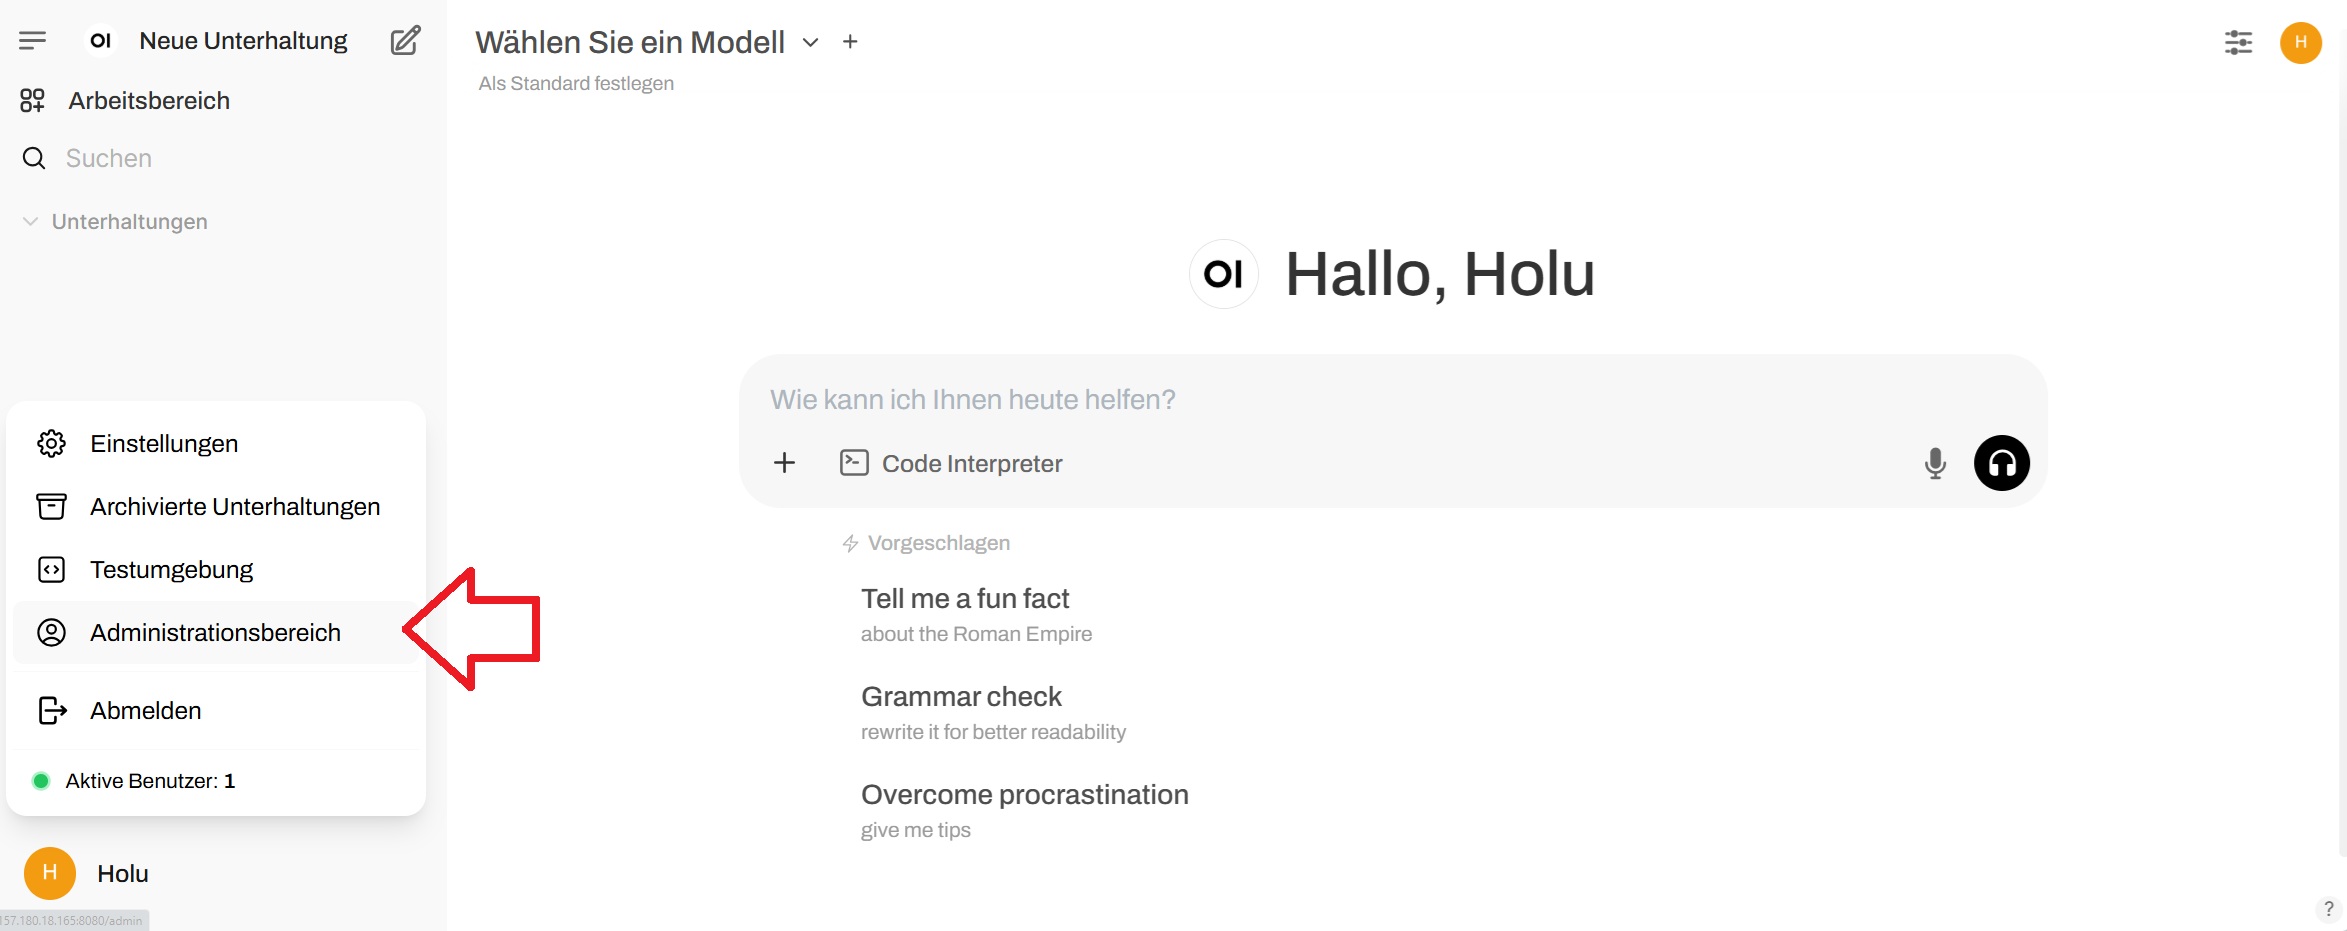 OI Neue Unterhaltung
Arbeitsbereich
Suchen
Unterhaltungen
Einstellungen
Archivierte Unterhaltungen
Testumgebung
Administrationsbereich
Abmelden
Aktive Benutzer: 1
H Holu
157.180.18.165:8080/admin
Wählen Sie ein Modell
Als Standard festlegen
H
OI Hallo, Holu
Wie kann ich Ihnen heute helfen?
Code Interpreter
Vorgeschlagen
Tell me a fun fact
about the Roman Empire
Grammar check
rewrite it for better readability
Overcome procrastination
give me tips
?